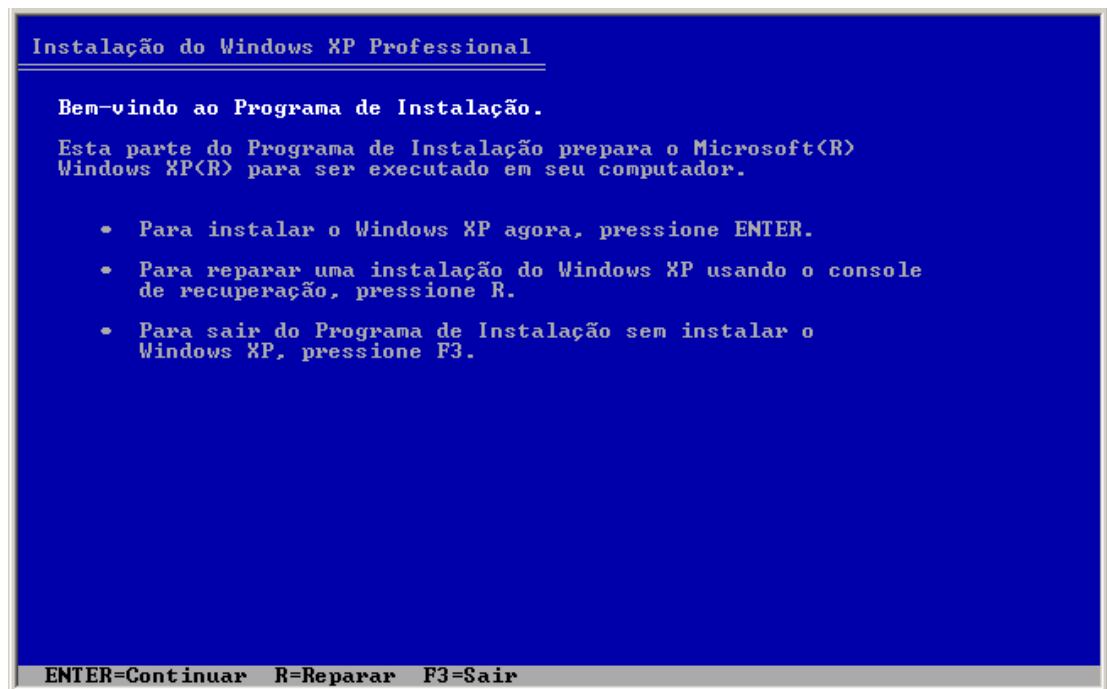 Instalação do Windows XP Professional
Bem-vindo ao Programa de Instalação.
Esta parte do Programa de Instalação prepara o Microsoft(R)
Windows XP(R) para ser executado em seu computador.
• Para instalar o Windows XP agora, pressione ENTER.
• Para reparar uma instalação do Windows XP usando o console
de recuperação, pressione R.
• Para sair do Programa de Instalação sem instalar o
Windows XP, pressione F3.
ENTER=Continuar R=Reparar F3=Sair